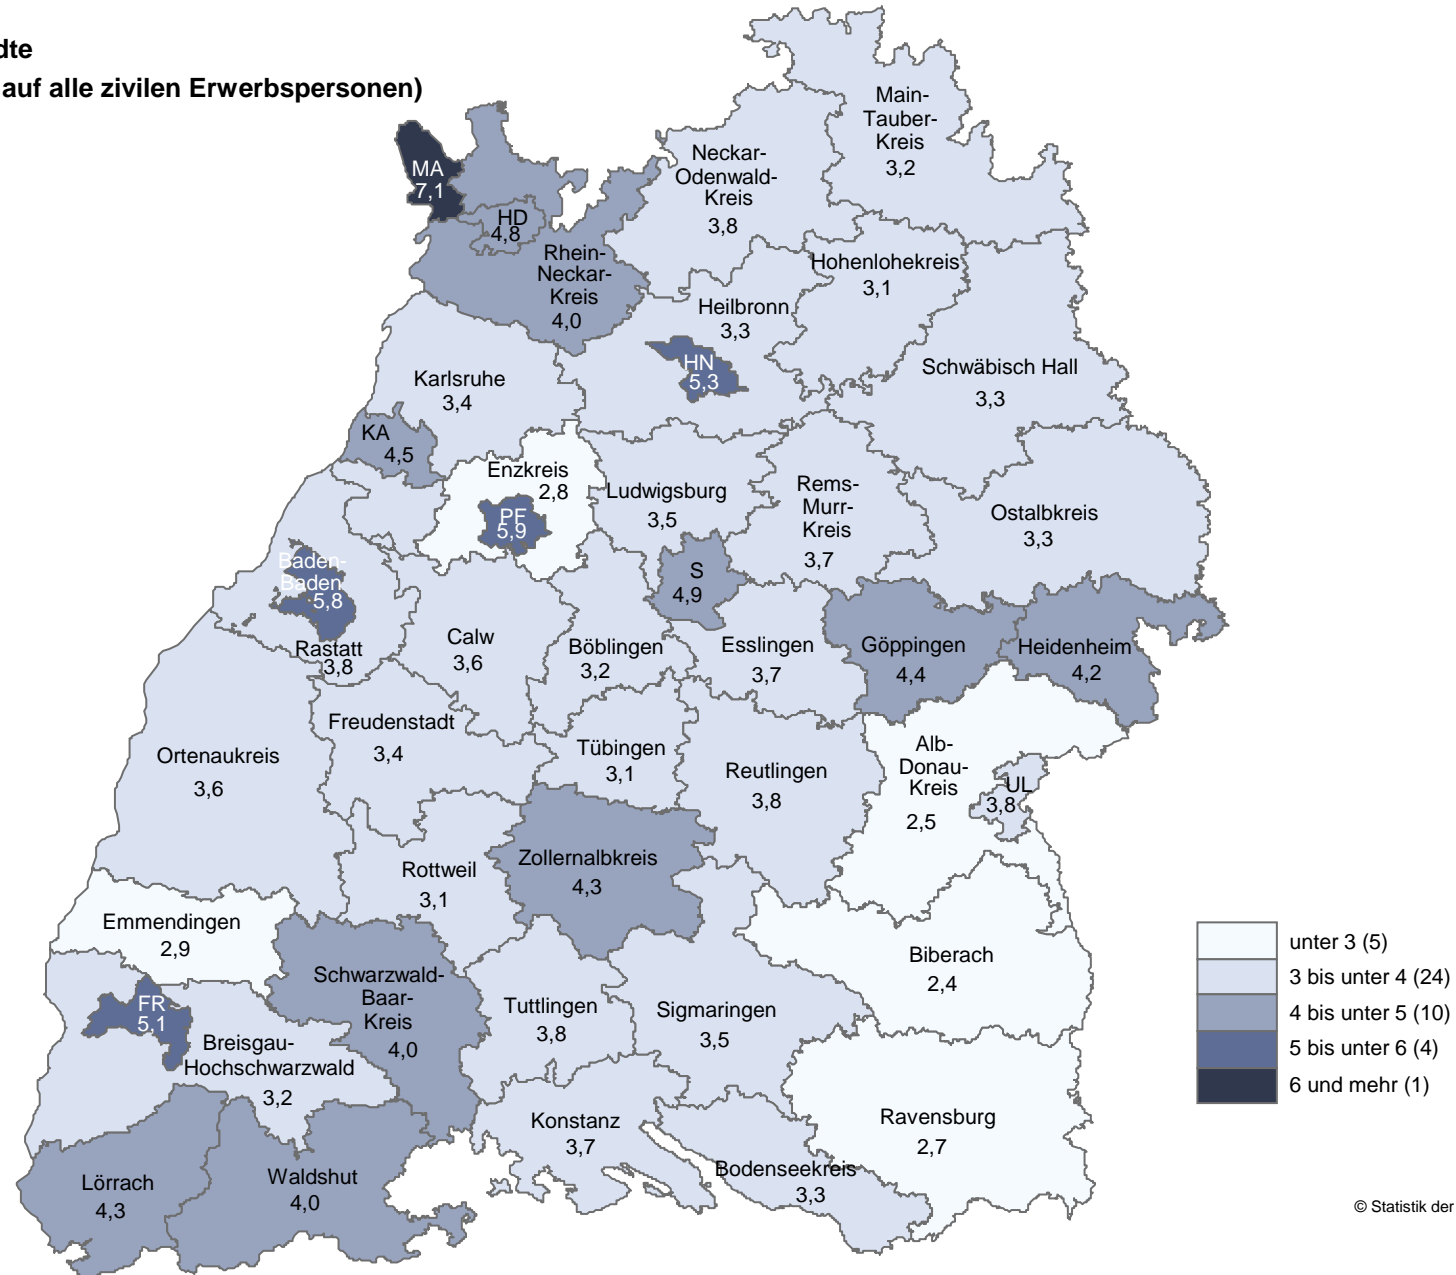 dte
auf alle zivilen Erwerbspersonen)
Main-
Tauber-
Kreis
3,2
Neckar-
Odenwald-
Kreis
3,8
MA
7,1
HD
4,8
Rhein-
Neckar-
Kreis
4,0
Hohenlohekreis
3,1
Heilbronn
3,3
HN
5,3
Schwäbisch Hall
3,3
Karlsruhe
3,4
KA
4,5
Enzkreis
2,8
PF
5,9
Ludwigsburg
3,5
Rems-
Murr-
Kreis
3,7
Ostalbkreis
3,3
Baden-
Baden
5,8
Rastatt
3,8
S
4,9
Calw
3,6
Böblingen
3,2
Esslingen
3,7
Göppingen
4,4
Heidenheim
4,2
Freudenstadt
3,4
Ortenaukreis
3,6
Tübingen
3,1
Reutlingen
3,8
Alb-
Donau-
Kreis
2,5
UL
3,8
Zollernalbkreis
4,3
Rottweil
3,1
Emmendingen
2,9
Biberach
2,4
Schwarzwald-
Baar-
Kreis
4,0
Tuttlingen
3,8
Sigmaringen
3,5
FR
5,1
Breisgau-
Hochschwarzwald
3,2
Konstanz
3,7
Ravensburg
2,7
Bodenseekreis
3,3
Lörrach
4,3
Waldshut
4,0
unter 3 (5)
3 bis unter 4 (24)
4 bis unter 5 (10)
5 bis unter 6 (4)
6 und mehr (1)
© Statistik der